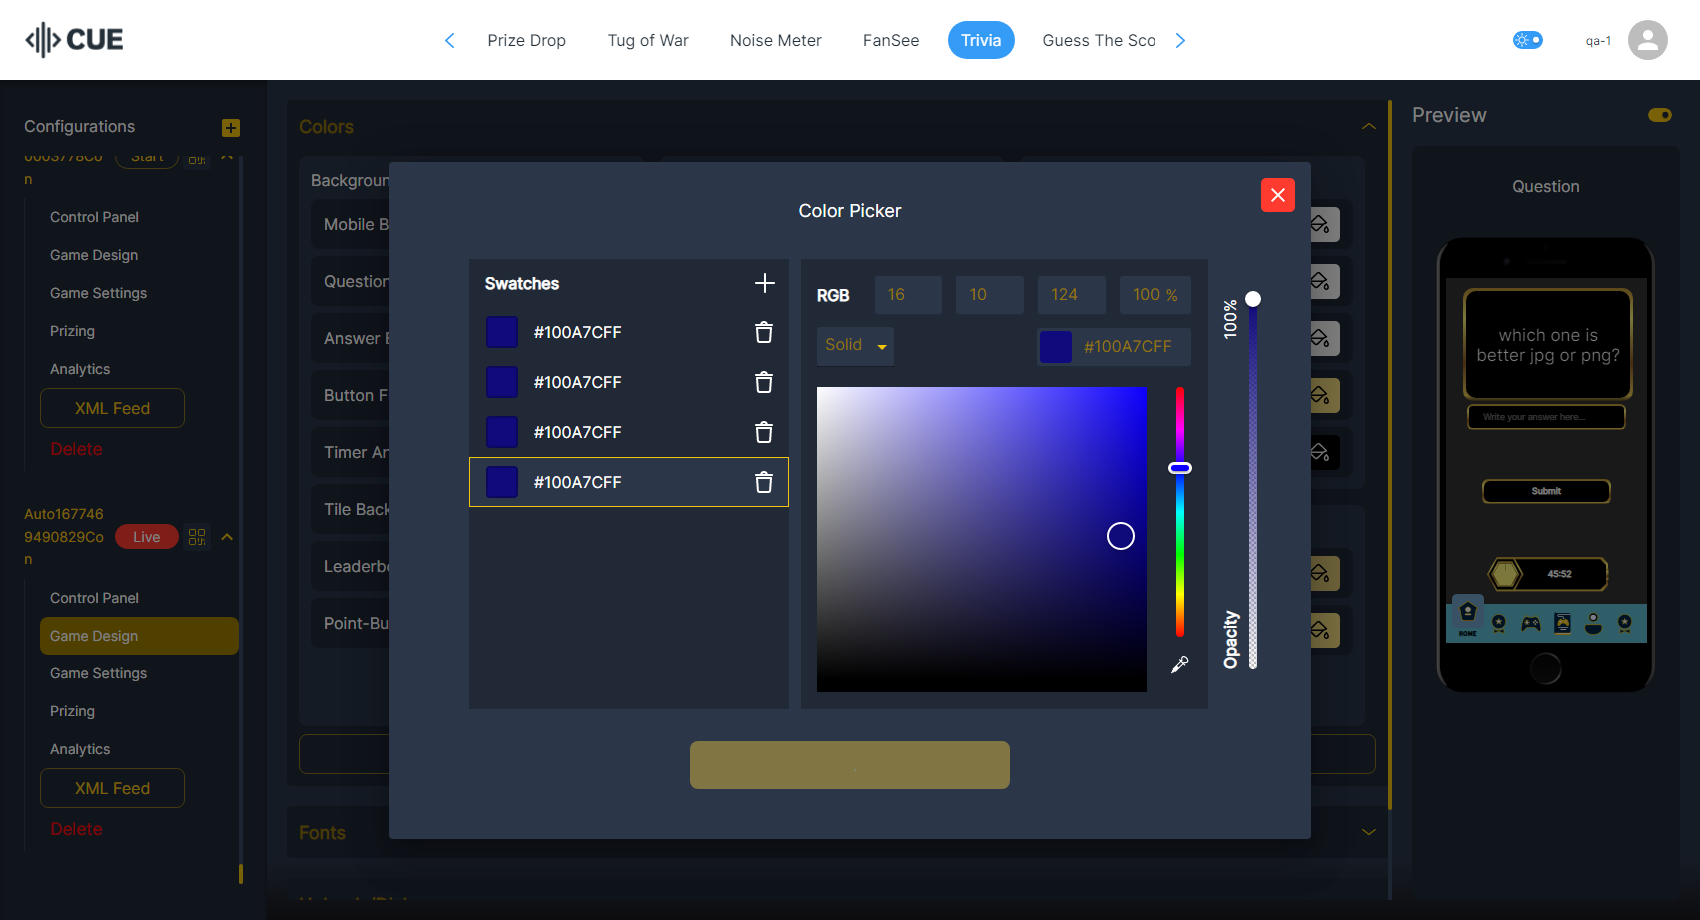 CUE
Prize Drop
Tug of War
Noise Meter
FanSee
Trivia
Guess The Sco
qa-1
Configurations
0003778Co
n
Start
Control Panel
Game Design
Game Settings
Prizing
Analytics
XML Feed
Delete
Auto167746
9490829Co
n
Live
Control Panel
Game Design
Game Settings
Prizing
Analytics
XML Feed
Delete
Colors
Backgroun
Mobile B
Question
Answer
Button F
Timer An
Tile Back
Leaderbo
Point-Bu
Fonts
Color Picker
Swatches
#100A7CFF
#100A7CFF
#100A7CFF
#100A7CFF
RGB
16
10
124
100 %
Solid
#100A7CFF
100%
Opacity
Preview
Question
which one is
better jpg or png?
Write your answer here...
Submit
45:52
HOME